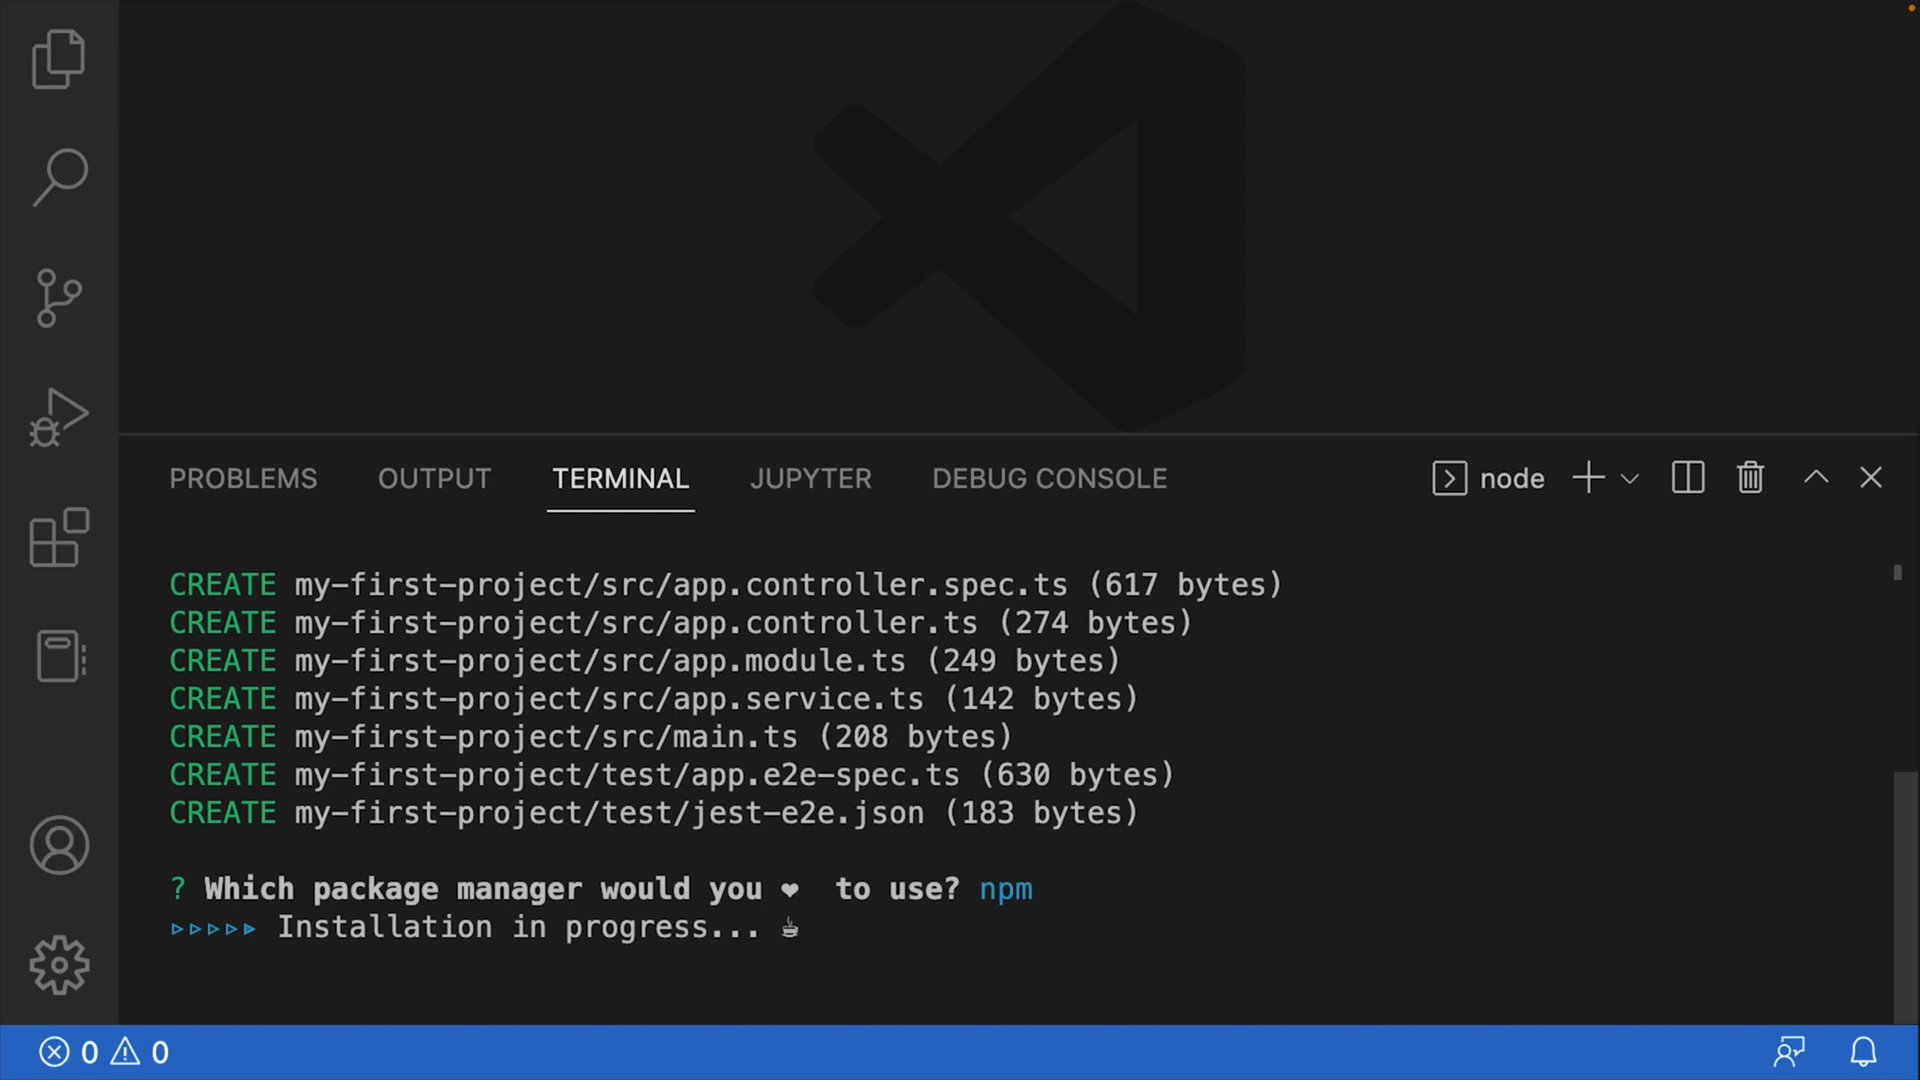 PROBLEMS OUTPUT TERMINAL JUPYTER DEBUG CONSOLE node
CREATE my-first-project/src/app.controller.spec.ts (617 bytes)
CREATE my-first-project/src/app.controller.ts (274 bytes)
CREATE my-first-project/src/app.module.ts (249 bytes)
CREATE my-first-project/src/app.service.ts (142 bytes)
CREATE my-first-project/src/main.ts (208 bytes)
CREATE my-first-project/test/app.e2e-spec.ts (630 bytes)
CREATE my-first-project/test/jest-e2e.json (183 bytes)
? Which package manager would you ❤ to use? npm
▹▹▹▹▸ Installation in progress... ☕
0 0